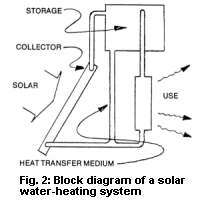 STORAGE
COLLECTOR
SOLAR
USE
HEAT TRANSFER MEDIUM
Fig. 2: Block diagram of a solar
water-heating system